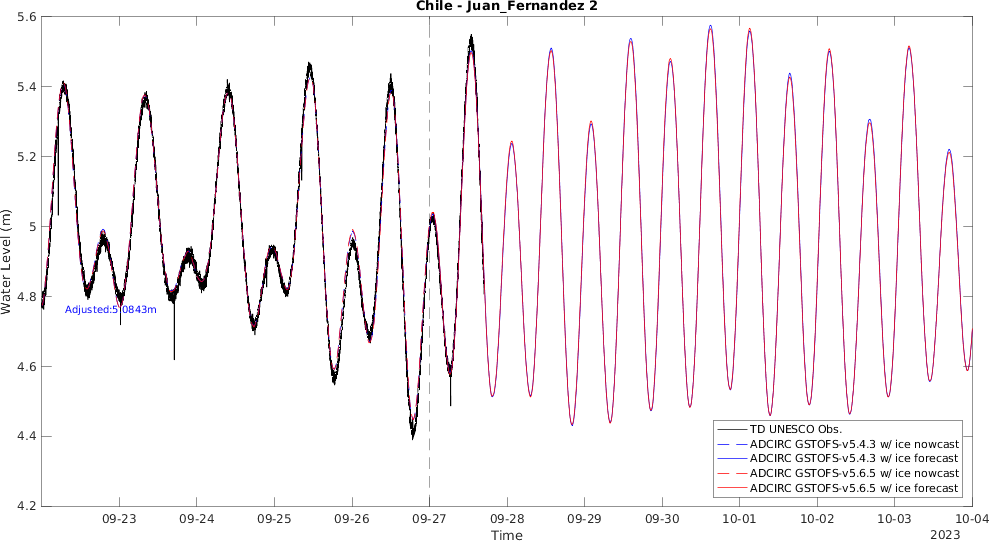 Chile - Juan_Fernandez 2
5.6
5.4
5.2
5
4.8
4.6
4.4
4.2
Water Level (m)
Adjusted:5.0843m
TD UNESCO Obs.
ADCIRC GSTOFS-v5.4.3 w/ ice nowcast
ADCIRC GSTOFS-v5.4.3 w/ ice forecast
ADCIRC GSTOFS-v5.6.5 w/ ice nowcast
ADCIRC GSTOFS-v5.6.5 w/ ice forecast
09-23 09-24 09-25 09-26 09-27 09-28 09-29 09-30 10-01 10-02 10-03 10-04
Time
2023